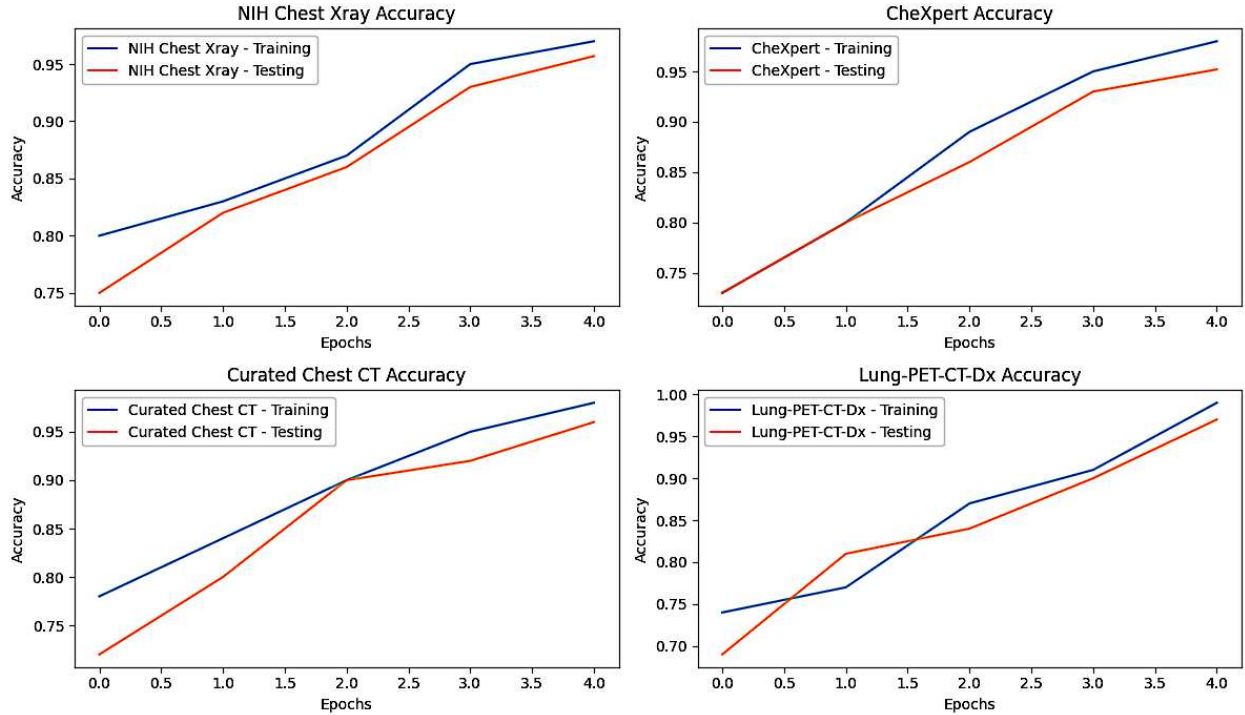 NIH Chest Xray Accuracy
NIH Chest Xray - Training
NIH Chest Xray - Testing
0.95
0.90
0.85
0.80
0.75
Accuracy
0.0 0.5 1.0 1.5 2.0 2.5 3.0 3.5 4.0
Epochs
CheXpert Accuracy
CheXpert - Training
CheXpert - Testing
0.95
0.90
0.85
0.80
0.75
Accuracy
0.0 0.5 1.0 1.5 2.0 2.5 3.0 3.5 4.0
Epochs
Curated Chest CT Accuracy
Curated Chest CT - Training
Curated Chest CT - Testing
0.95
0.90
0.85
0.80
0.75
Accuracy
0.0 0.5 1.0 1.5 2.0 2.5 3.0 3.5 4.0
Epochs
Lung-PET-CT-Dx Accuracy
Lung-PET-CT-Dx - Training
Lung-PET-CT-Dx - Testing
1.00
0.95
0.90
0.85
0.80
0.75
0.70
Accuracy
0.0 0.5 1.0 1.5 2.0 2.5 3.0 3.5 4.0
Epochs